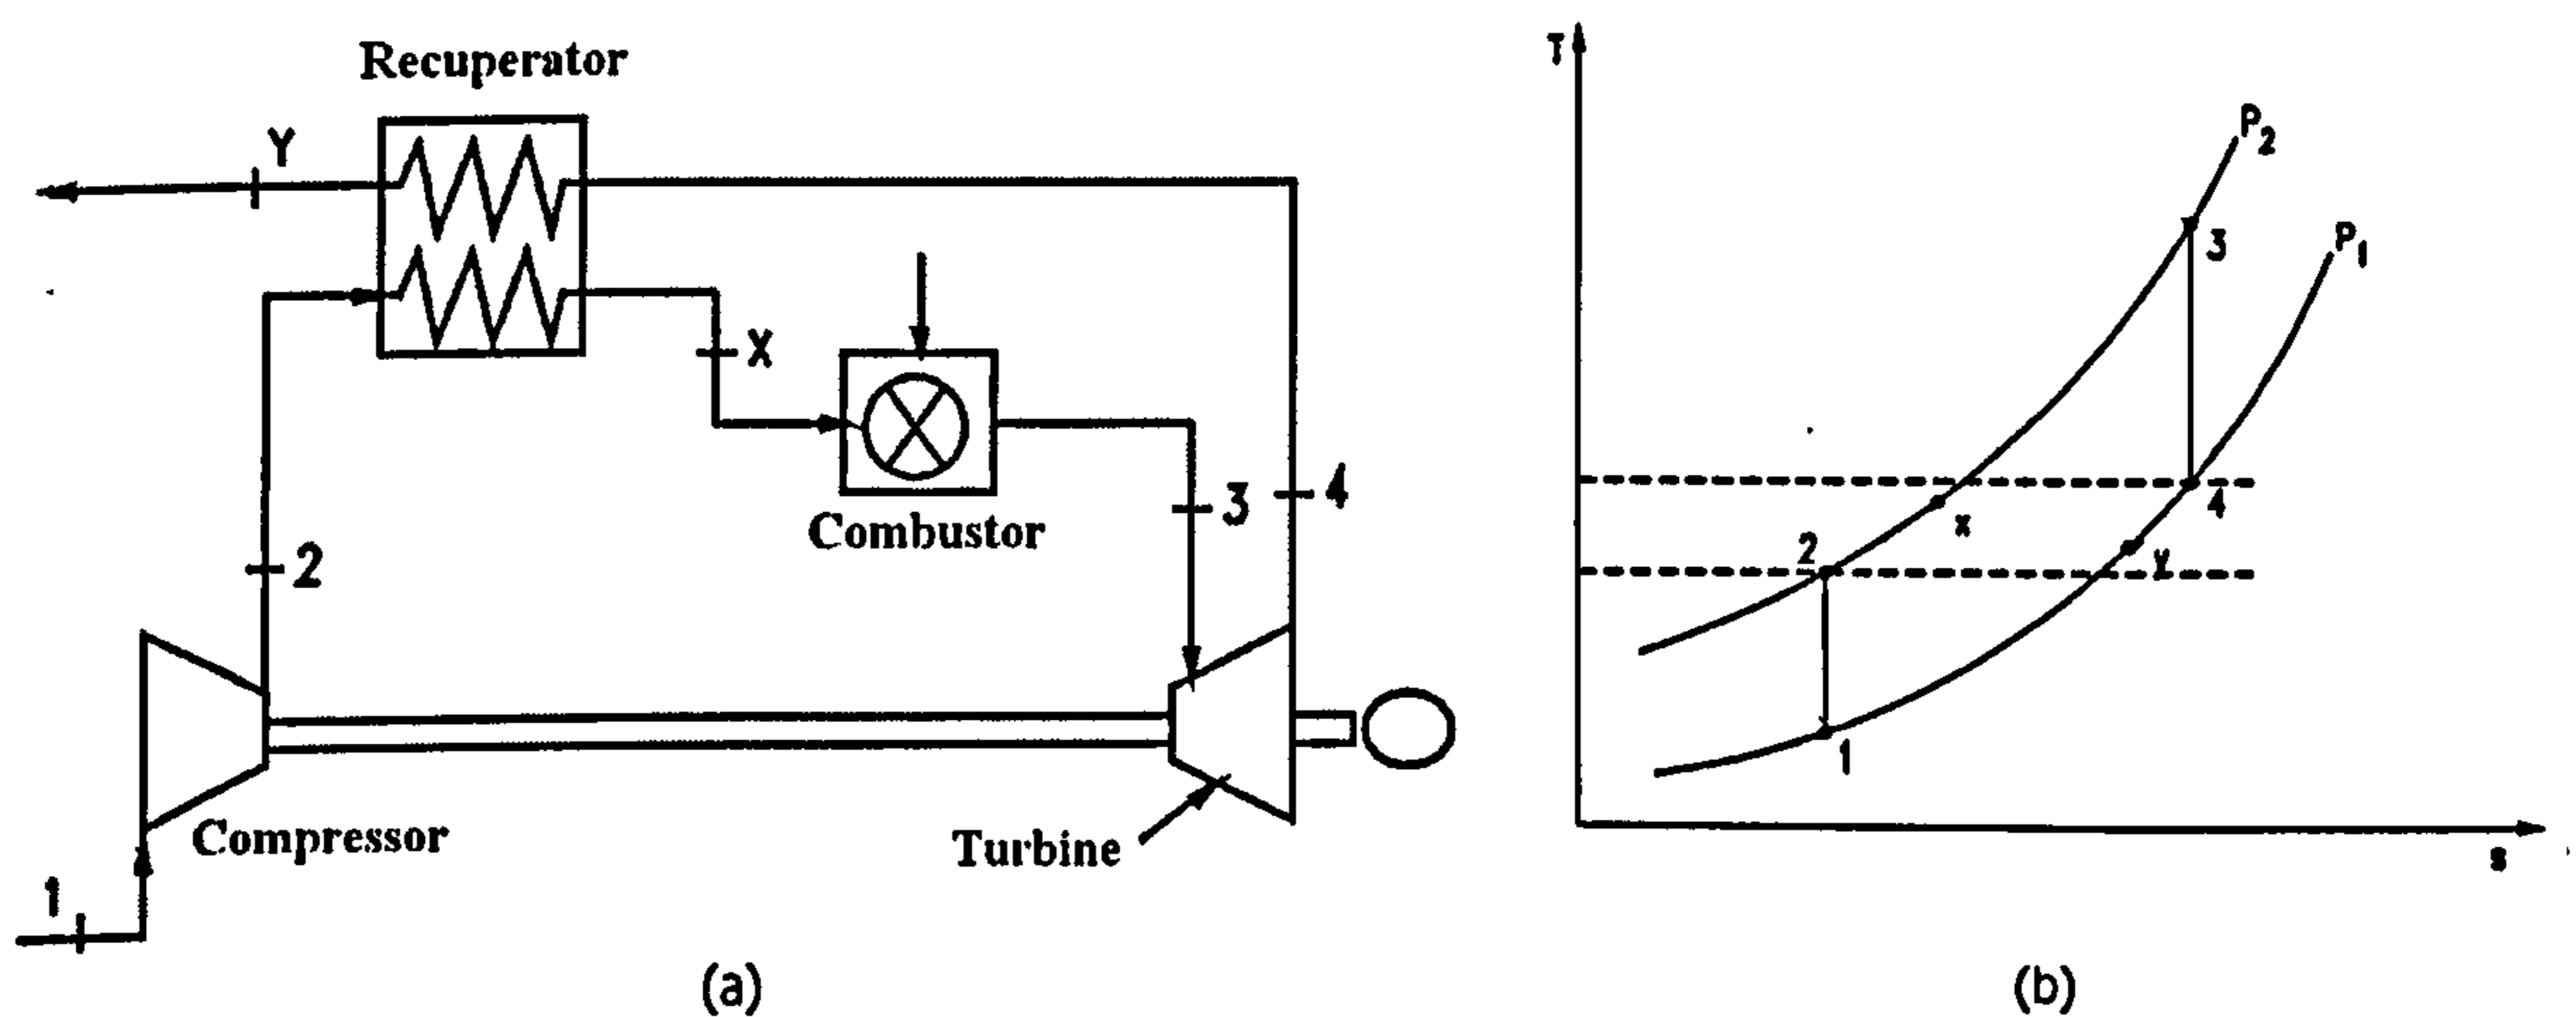 Recuperator
Y
X
Combustor
3
4
2
Compressor
Turbine
1
(a)
T
P2
3
P1
4
x
2
y
1
s
(b)